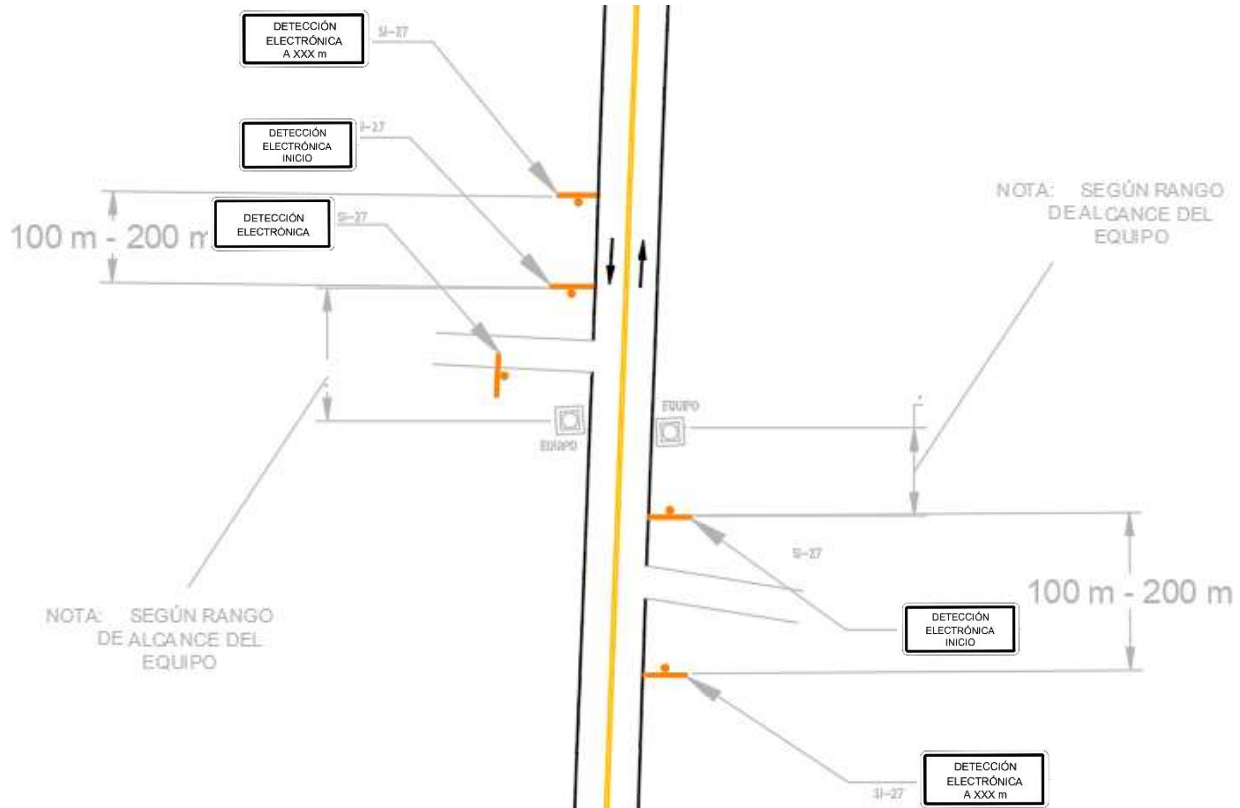 DETECCIÓN
ELECTRÓNICA
A XXX m
SI-27
DETECCIÓN
ELECTRÓNICA
INICIO
SI-27
DETECCIÓN
ELECTRÓNICA
SI-27
100 m - 200 m
NOTA: SEGÚN RANGO
DE ALCANCE DEL
EQUIPO
EQUIPO
EQUIPO
SI-27
100 m - 200 m
DETECCIÓN
ELECTRÓNICA
INICIO
NOTA: SEGÚN RANGO
DE ALCANCE DEL
EQUIPO
DETECCIÓN
ELECTRÓNICA
A XXX m
SI-27